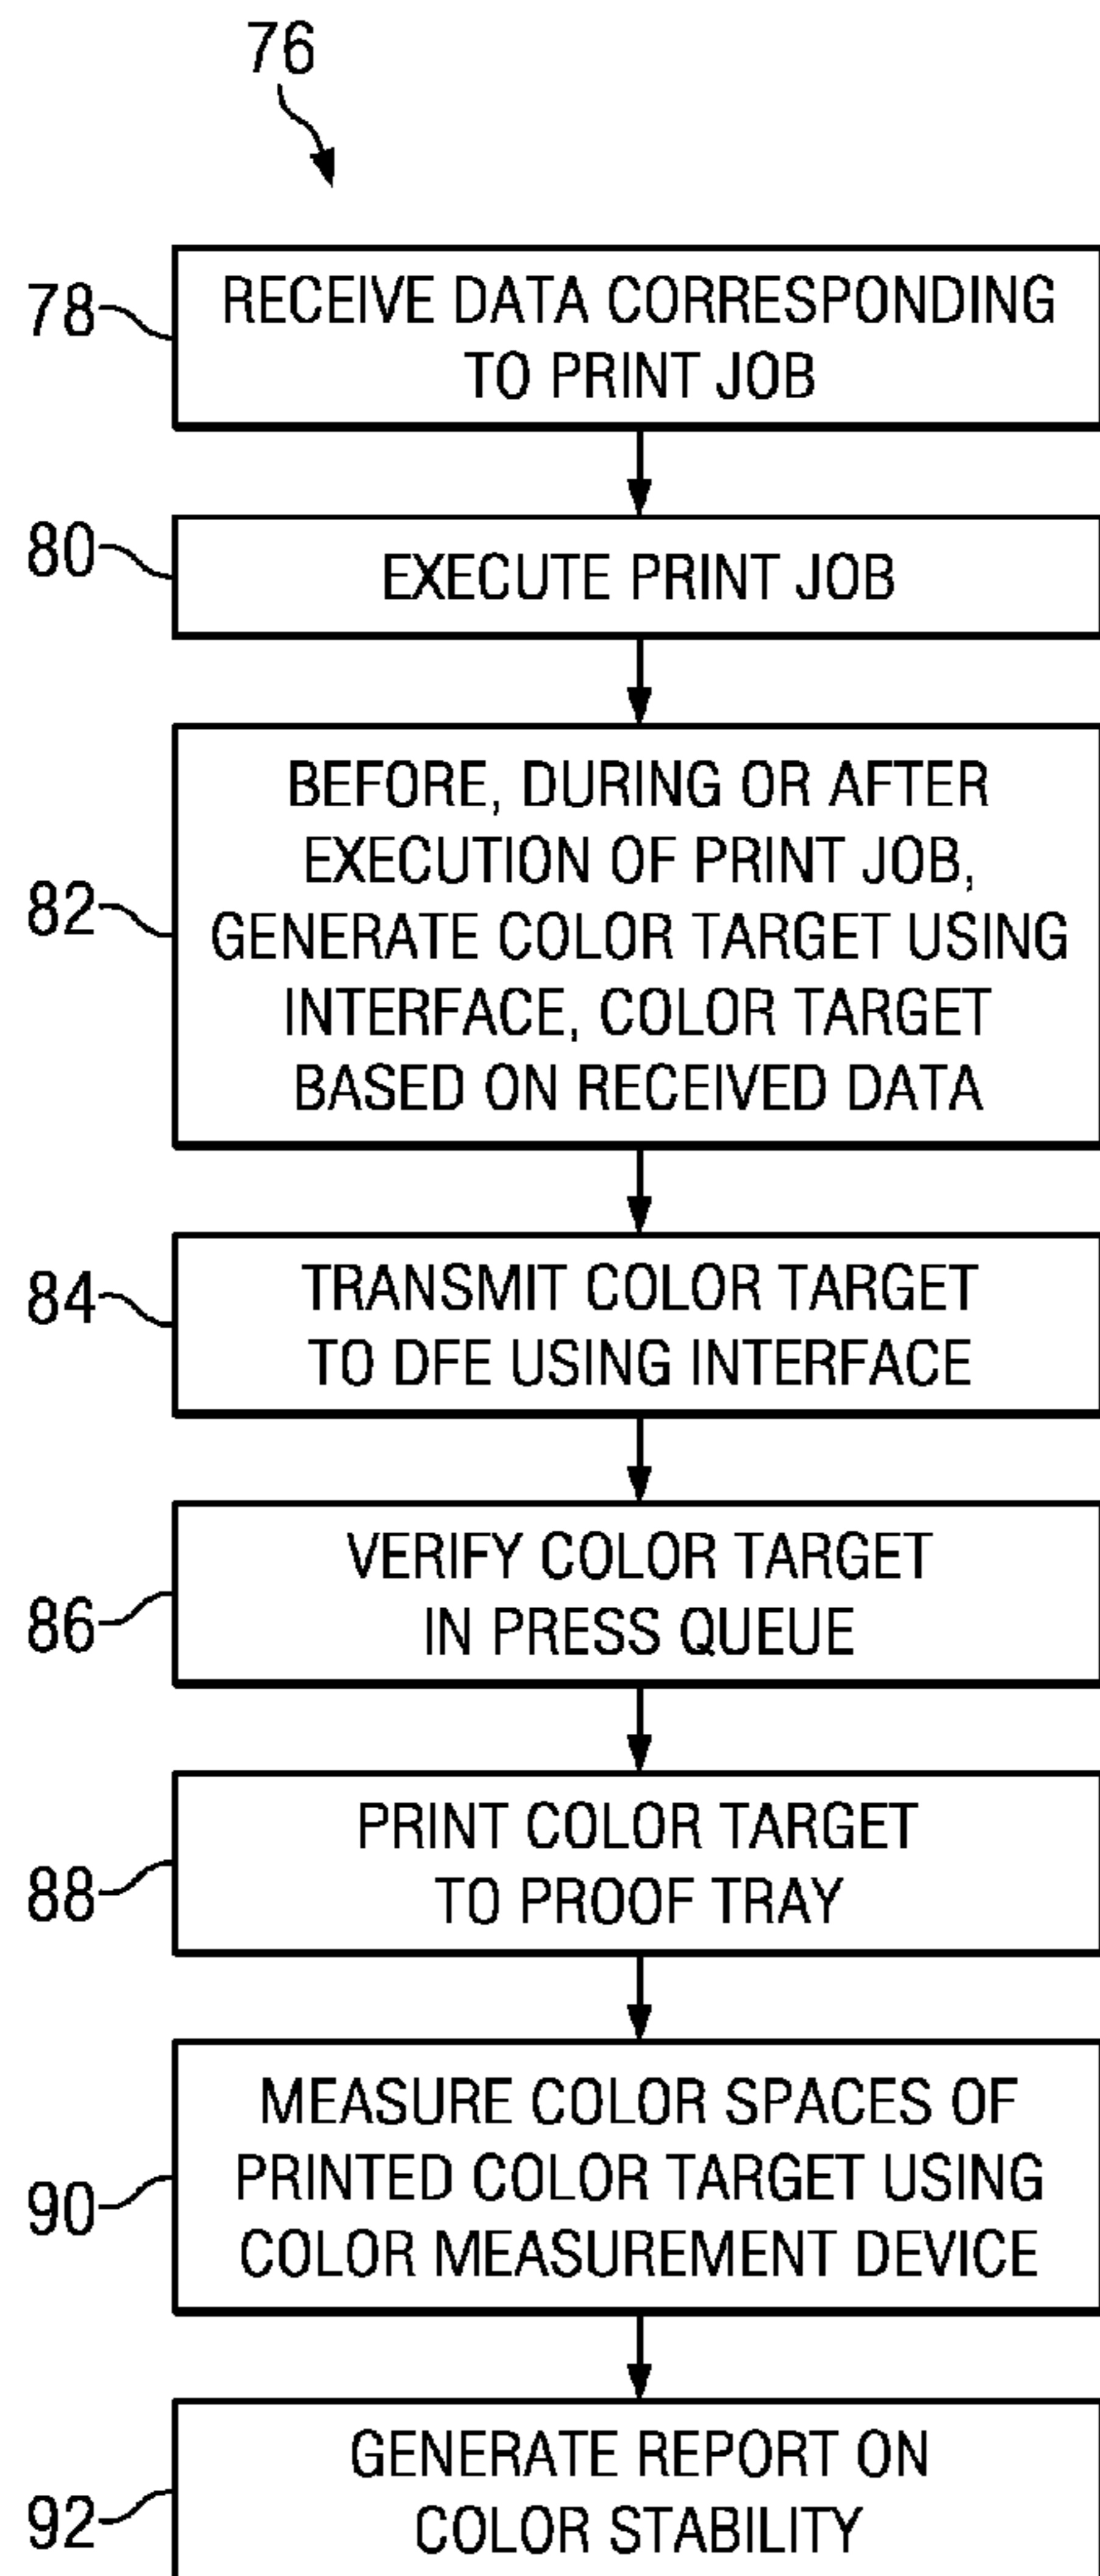 76
78
RECEIVE DATA CORRESPONDING
TO PRINT JOB
80
EXECUTE PRINT JOB
82
BEFORE, DURING OR AFTER
EXECUTION OF PRINT JOB,
GENERATE COLOR TARGET USING
INTERFACE, COLOR TARGET
BASED ON RECEIVED DATA
84
TRANSMIT COLOR TARGET
TO DFE USING INTERFACE
86
VERIFY COLOR TARGET
IN PRESS QUEUE
88
PRINT COLOR TARGET
TO PROOF TRAY
90
MEASURE COLOR SPACES OF
PRINTED COLOR TARGET USING
COLOR MEASUREMENT DEVICE
92
GENERATE REPORT ON
COLOR STABILITY